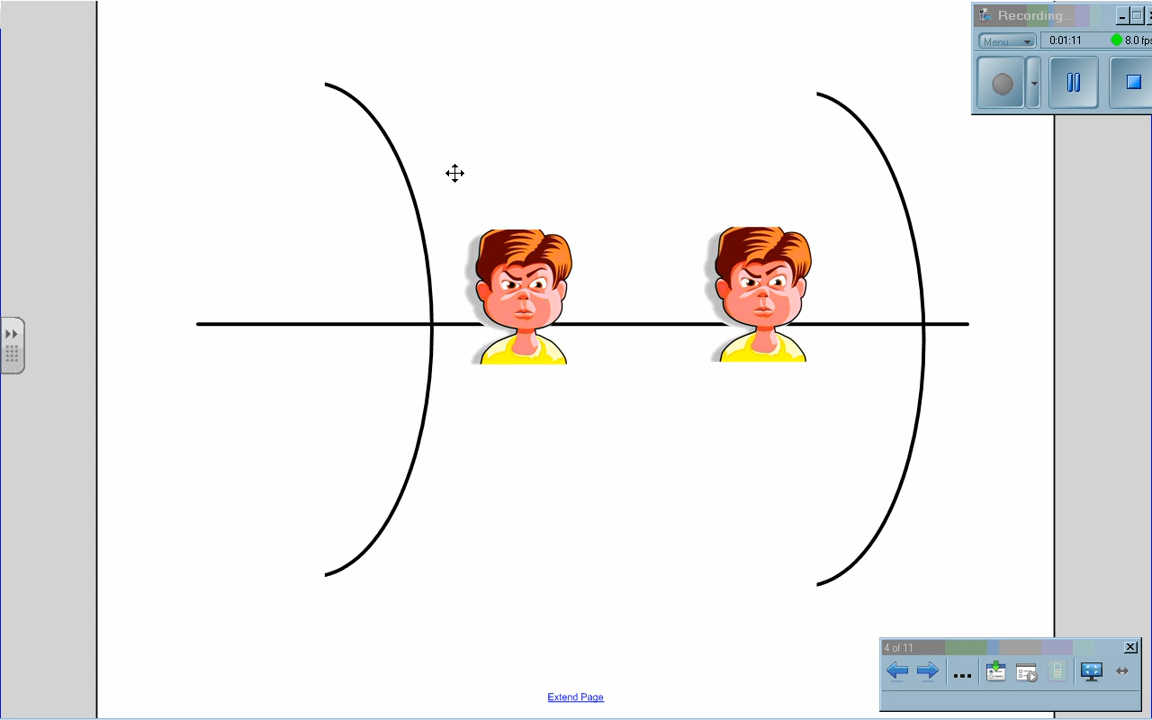 Recording...
Menu
0:01:11
8.0 fps
4 of 11
Extend Page